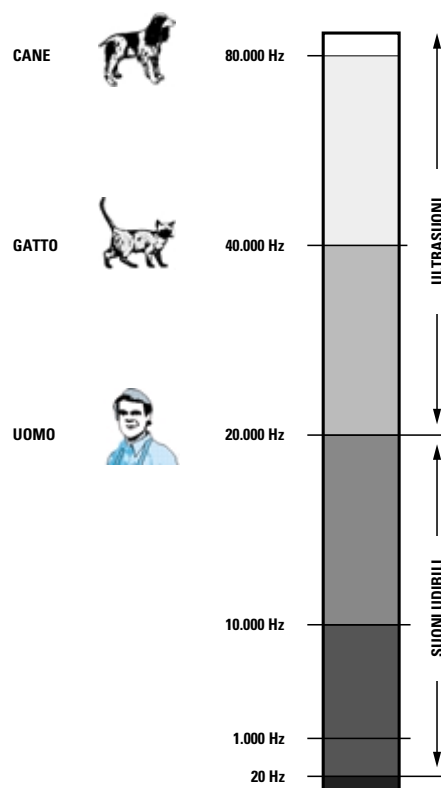 CANE
80.000 Hz
GATTO
40.000 Hz
ULTRASUONI
UOMO
20.000 Hz
SUONI UDIBILI
10.000 Hz
1.000 Hz
20 Hz